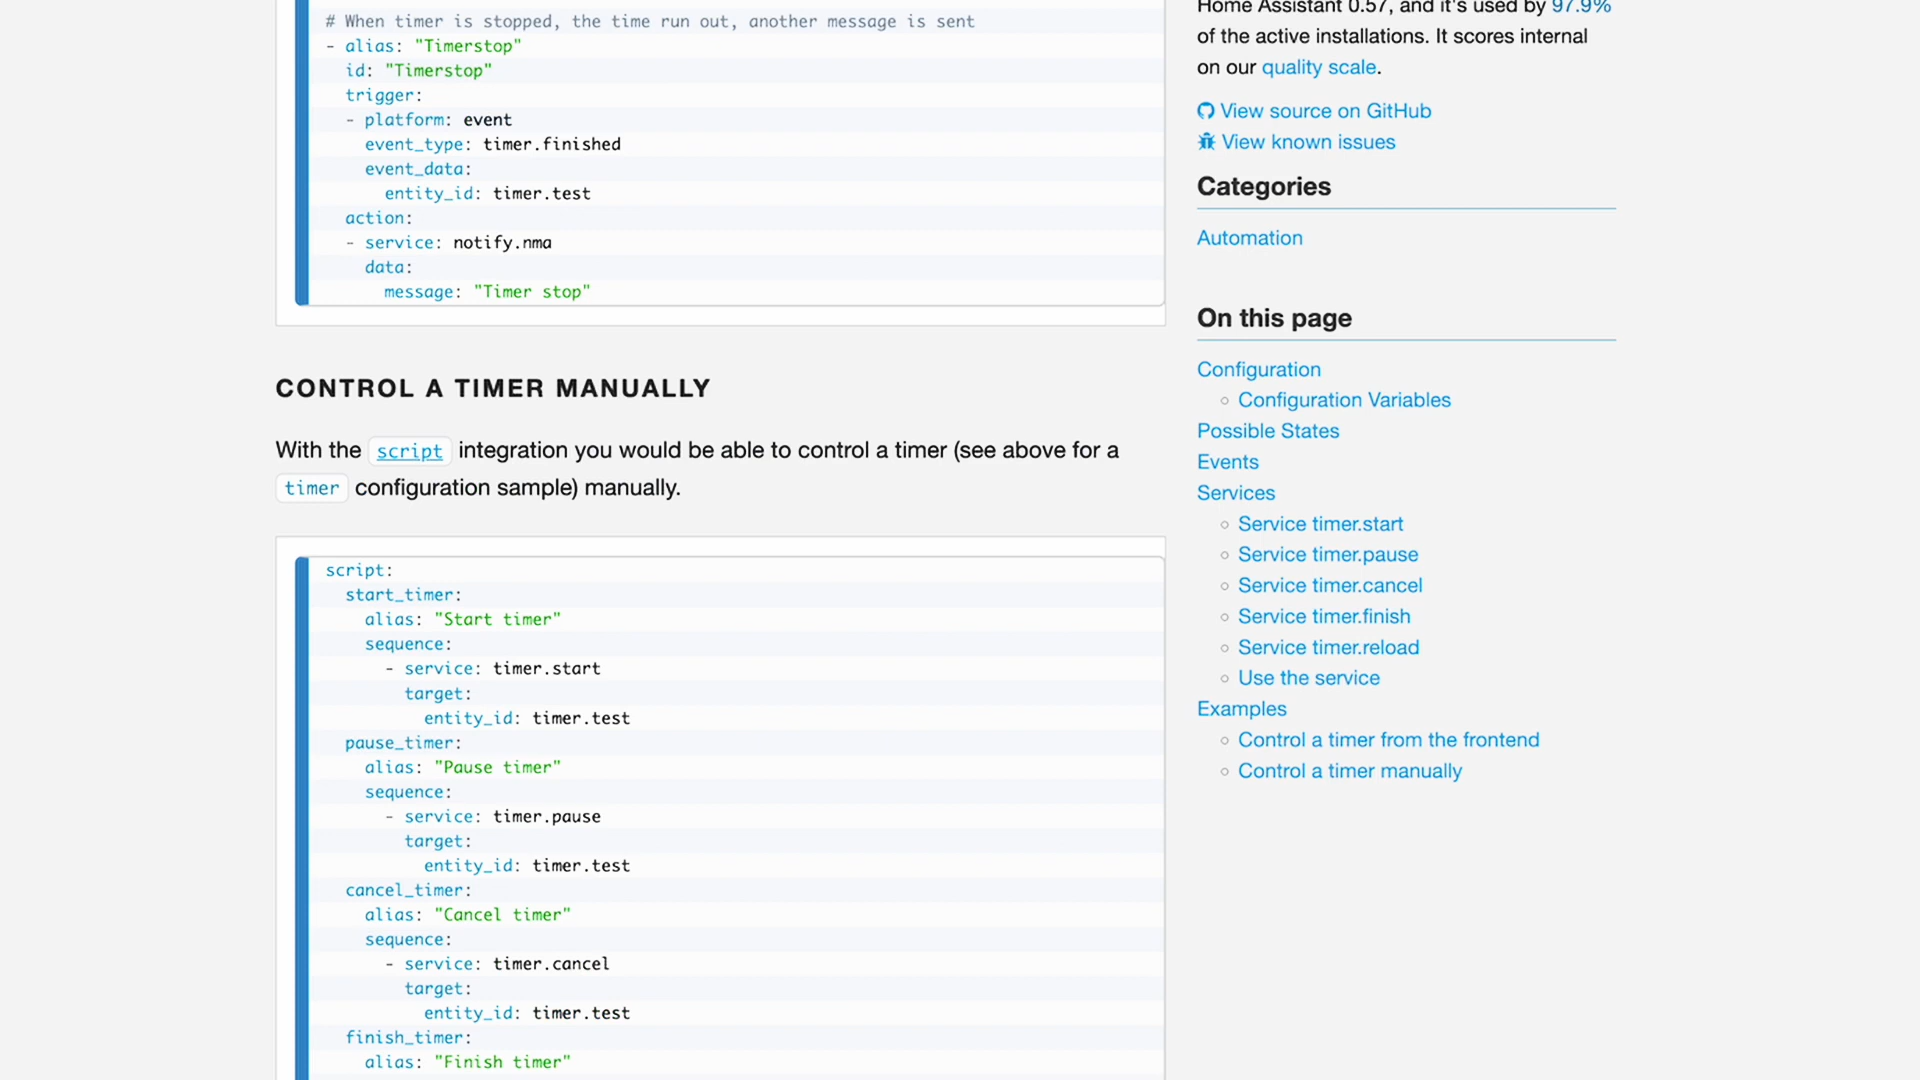 # When timer is stopped, the time run out, another message is sent
- alias: "Timerstop"
id: "Timerstop"
trigger:
- platform: event
event_type: timer.finished
event_data:
entity_id: timer.test
action:
- service: notify.nma
data:
message: "Timer stop"
CONTROL A TIMER MANUALLY
With the script integration you would be able to control a timer (see above for a
timer configuration sample) manually.
script:
start_timer:
alias: "Start timer"
sequence:
- service: timer.start
target:
entity_id: timer.test
pause_timer:
alias: "Pause timer"
sequence:
- service: timer.pause
target:
entity_id: timer.test
cancel_timer:
alias: "Cancel timer"
sequence:
- service: timer.cancel
target:
entity_id: timer.test
finish_timer:
alias: "Finish timer"
Home Assistant 0.57, and it's used by 97.9%
of the active installations. It scores internal
on our quality scale.
View source on GitHub
View known issues
Categories
Automation
On this page
Configuration
Configuration Variables
Possible States
Events
Services
Service timer.start
Service timer.pause
Service timer.cancel
Service timer.finish
Service timer.reload
Use the service
Examples
Control a timer from the frontend
Control a timer manually